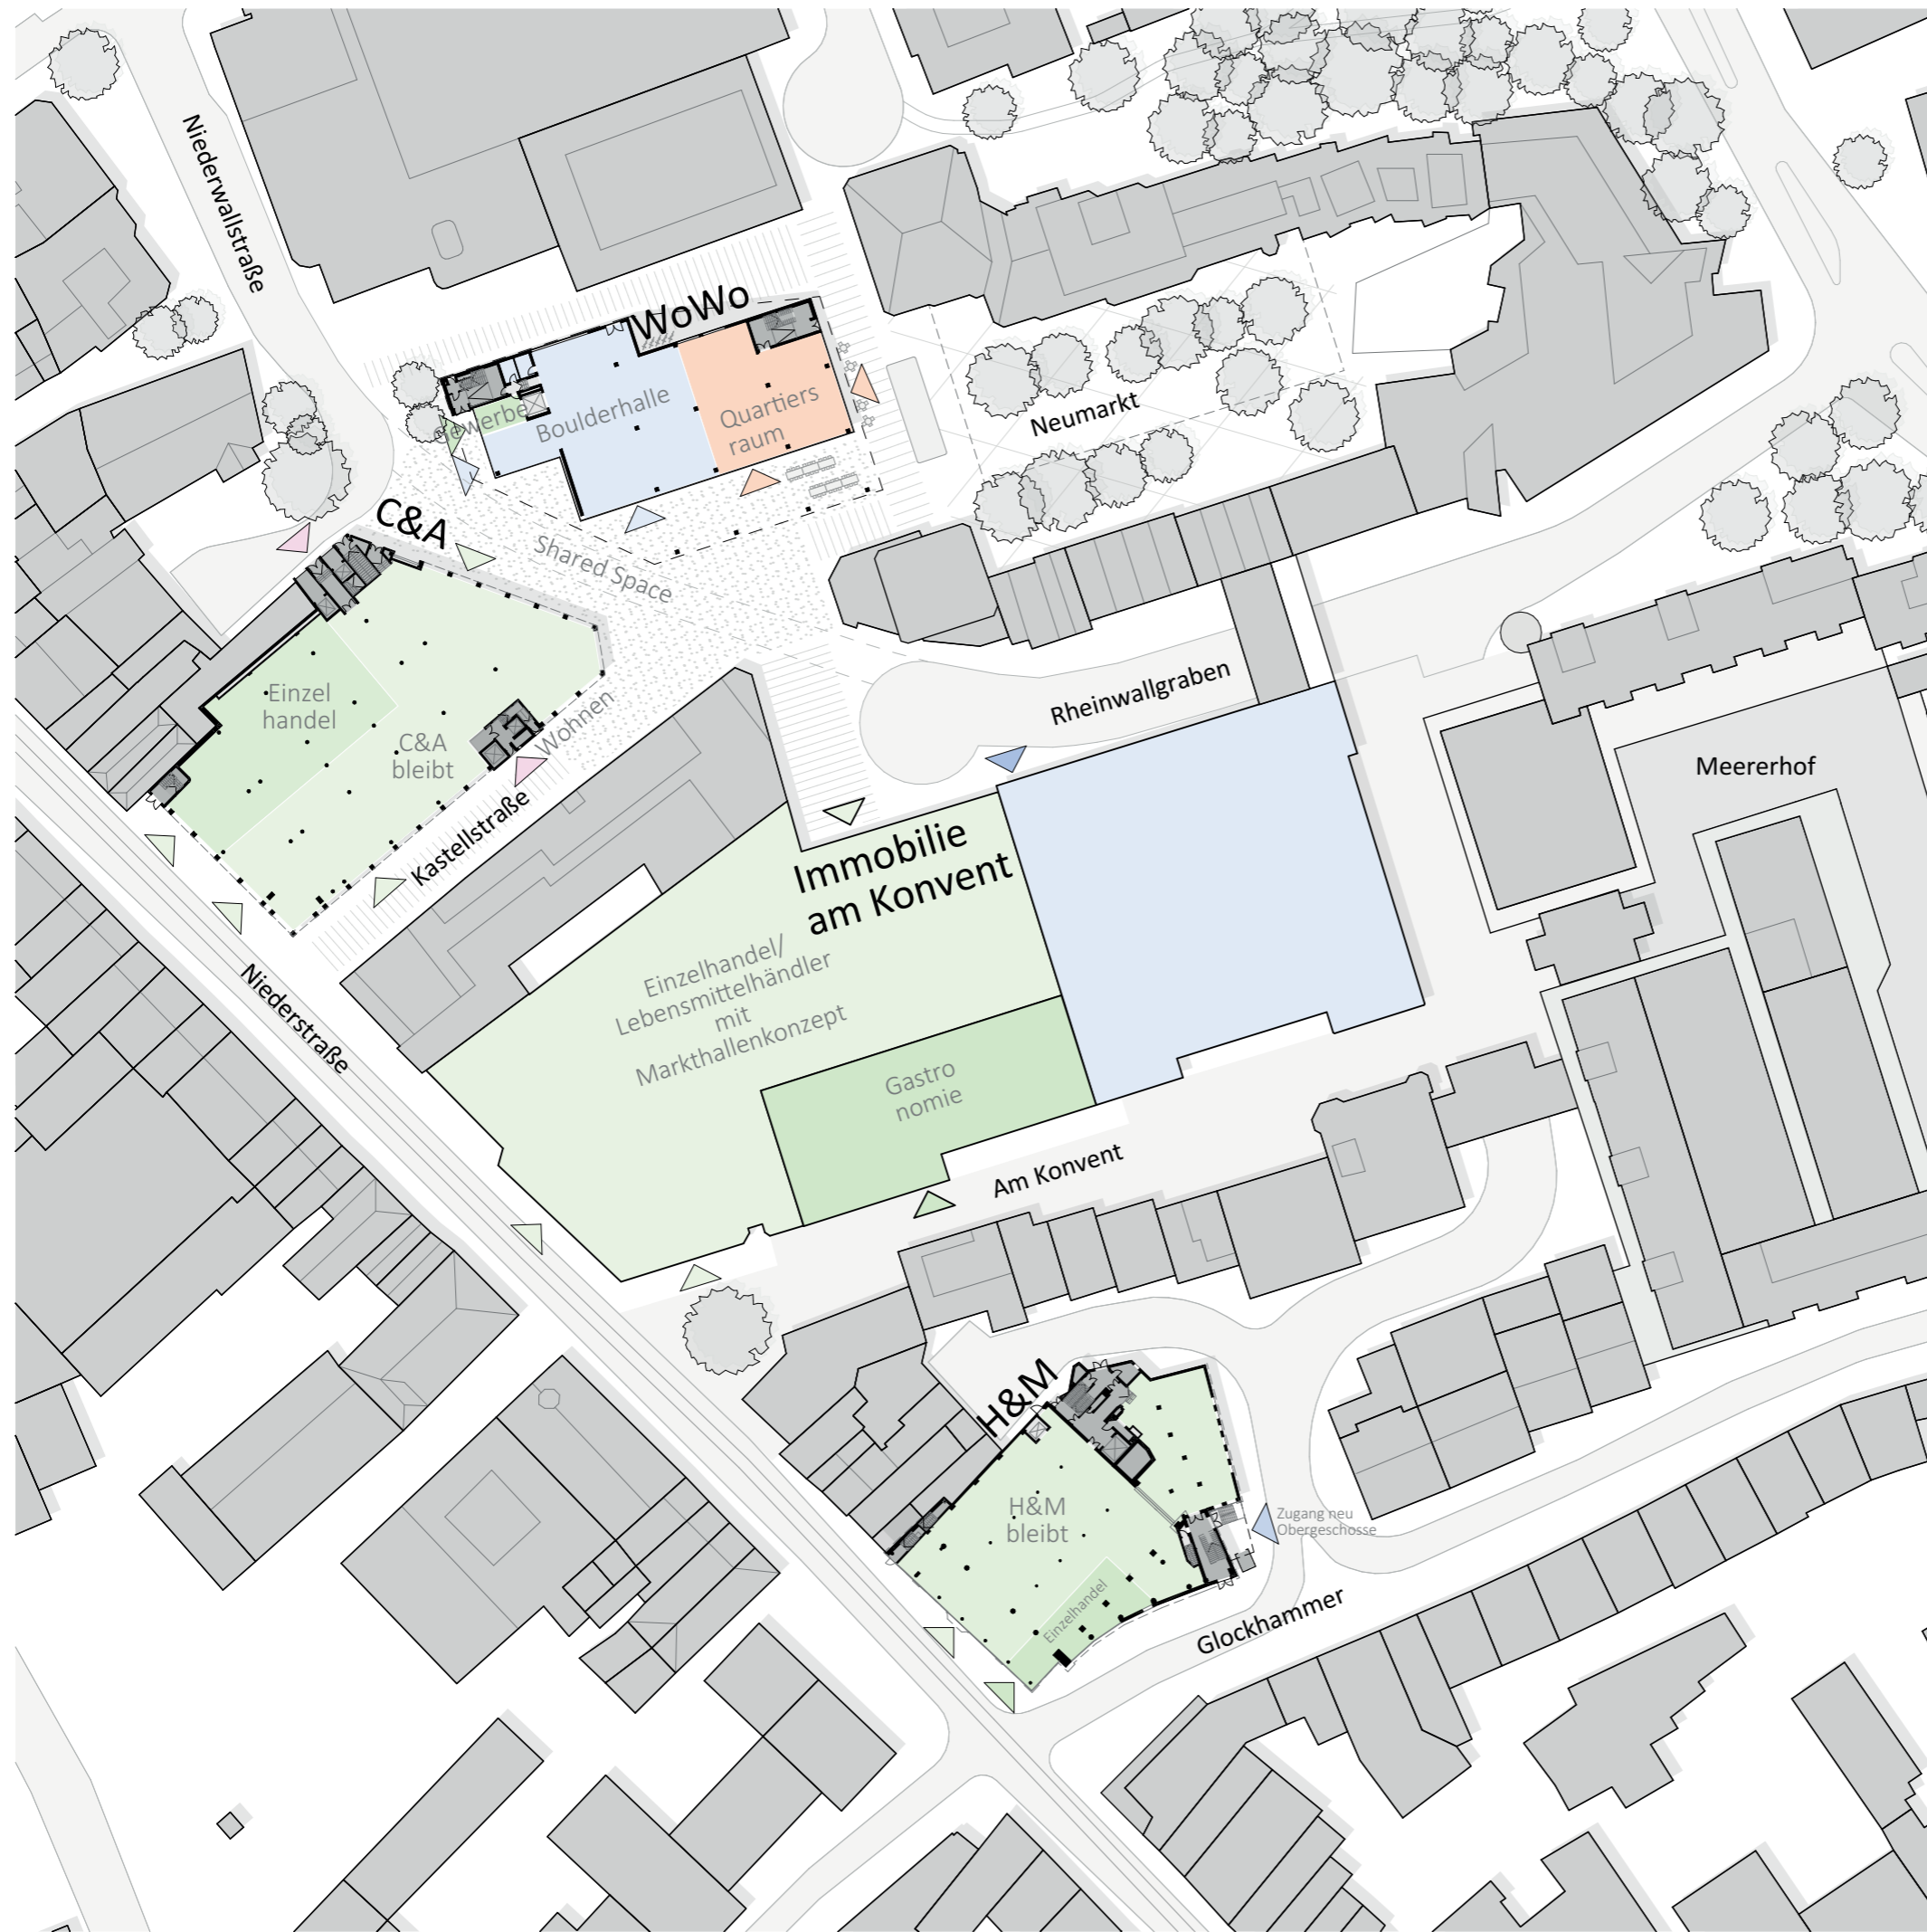 Niederwallstraße
WoWo
Gewerbe
Boulderhalle
Quartiers
raum
Neumarkt
C&A
Shared Space
Einzel
handel
C&A
bleibt
Wohnen
Kastellstraße
Rheinwallgraben
Meererhof
Immobilie
am Konvent
Einzelhandel/
Lebensmittelhändler
mit
Markthallenkonzept
Gastro
nomie
Niederstraße
Am Konvent
H&M
H&M
bleibt
Einzelhandel
Zugang neu
Obergeschosse
Glockhammer